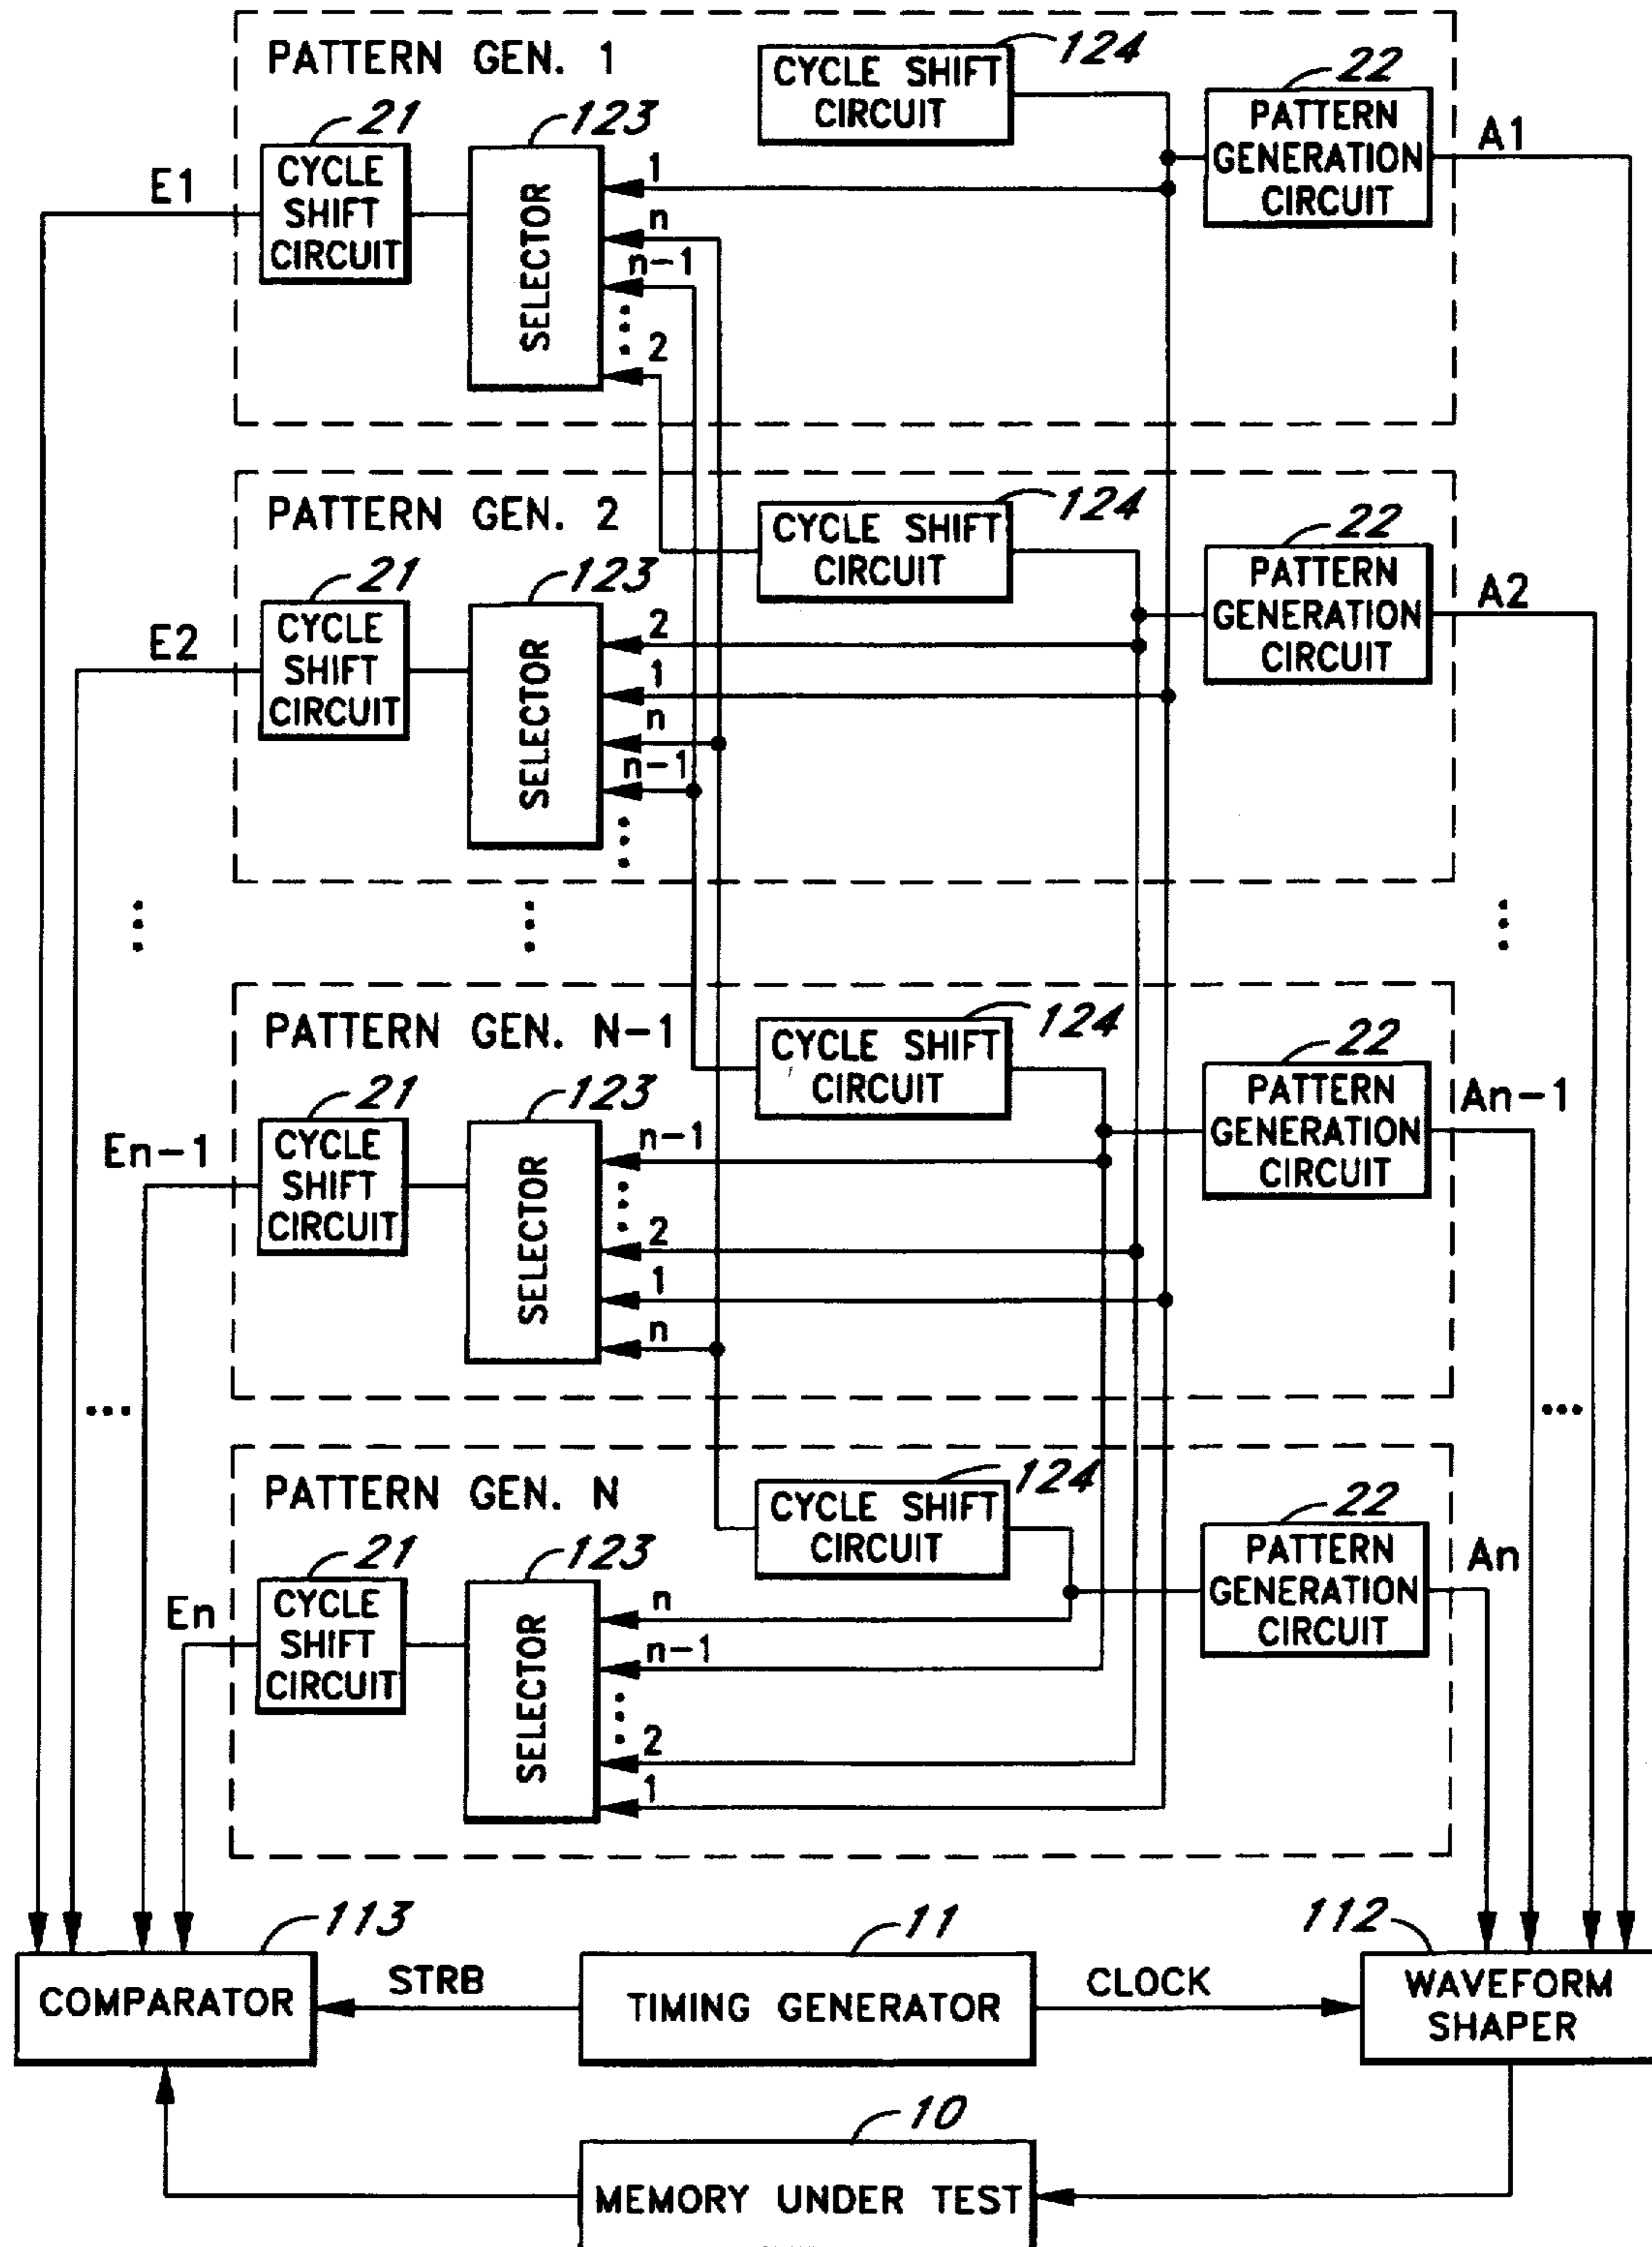 PATTERN GEN. 1
124
CYCLE SHIFT
CIRCUIT
22
PATTERN
GENERATION
CIRCUIT
A1
21
CYCLE
SHIFT
CIRCUIT
123
SELECTOR
E1
1
n
n-1
2
PATTERN GEN. 2
124
CYCLE SHIFT
CIRCUIT
22
PATTERN
GENERATION
CIRCUIT
A2
21
CYCLE
SHIFT
CIRCUIT
123
SELECTOR
E2
2
1
n
n-1
PATTERN GEN. N-1
124
CYCLE SHIFT
CIRCUIT
22
PATTERN
GENERATION
CIRCUIT
An-1
21
CYCLE
SHIFT
CIRCUIT
123
SELECTOR
En-1
n-1
2
1
n
PATTERN GEN. N
124
CYCLE SHIFT
CIRCUIT
22
PATTERN
GENERATION
CIRCUIT
An
21
CYCLE
SHIFT
CIRCUIT
123
SELECTOR
En
n
n-1
2
1
113
COMPARATOR
STRB
11
TIMING GENERATOR
CLOCK
112
WAVEFORM
SHAPER
10
MEMORY UNDER TEST